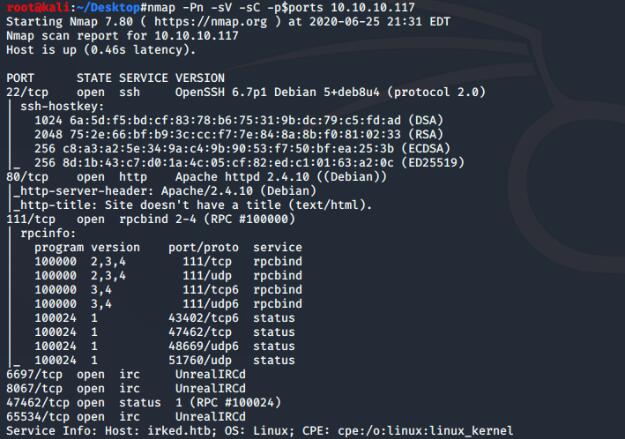 root@kali:~/Desktop#nmap -Pn -sV -sC -p$ports 10.10.10.117
Starting Nmap 7.80 ( https://nmap.org ) at 2020-06-25 21:31 EDT
Nmap scan report for 10.10.10.117
Host is up (0.46s latency).
PORT      STATE SERVICE VERSION
22/tcp    open  ssh     OpenSSH 6.7p1 Debian 5+deb8u4 (protocol 2.0)
| ssh-hostkey:
|   1024 6a:5d:f5:bd:cf:83:78:b6:75:31:9b:dc:79:c5:fd:ad (DSA)
|   2048 75:2e:66:bf:b9:3c:cc:f7:7e:84:8a:8b:f0:81:02:33 (RSA)
|   256 c8:a3:a2:5e:34:9a:c4:9b:90:53:f7:50:bf:ea:25:3b (ECDSA)
|_  256 8d:1b:43:c7:d0:1a:4c:05:cf:82:ed:c1:01:63:a2:0c (ED25519)
80/tcp    open  http    Apache httpd 2.4.10 ((Debian))
|_http-server-header: Apache/2.4.10 (Debian)
|_http-title: Site doesn't have a title (text/html).
111/tcp   open  rpcbind 2-4 (RPC #100000)
| rpcinfo:
|   program version    port/proto  service
|   100000  2,3,4        111/tcp   rpcbind
|   100000  2,3,4        111/udp   rpcbind
|   100000  3,4          111/tcp6  rpcbind
|   100000  3,4          111/udp6  rpcbind
|   100024  1          43402/tcp6  status
|   100024  1          47462/tcp   status
|   100024  1          48669/udp6  status
|_  100024  1          51760/udp   status
6697/tcp  open  irc     UnrealIRCd
8067/tcp  open  irc     UnrealIRCd
47462/tcp open  status  1 (RPC #100024)
65534/tcp open  irc     UnrealIRCd
Service Info: Host: irked.htb; OS: Linux; CPE: cpe:/o:linux:linux_kernel